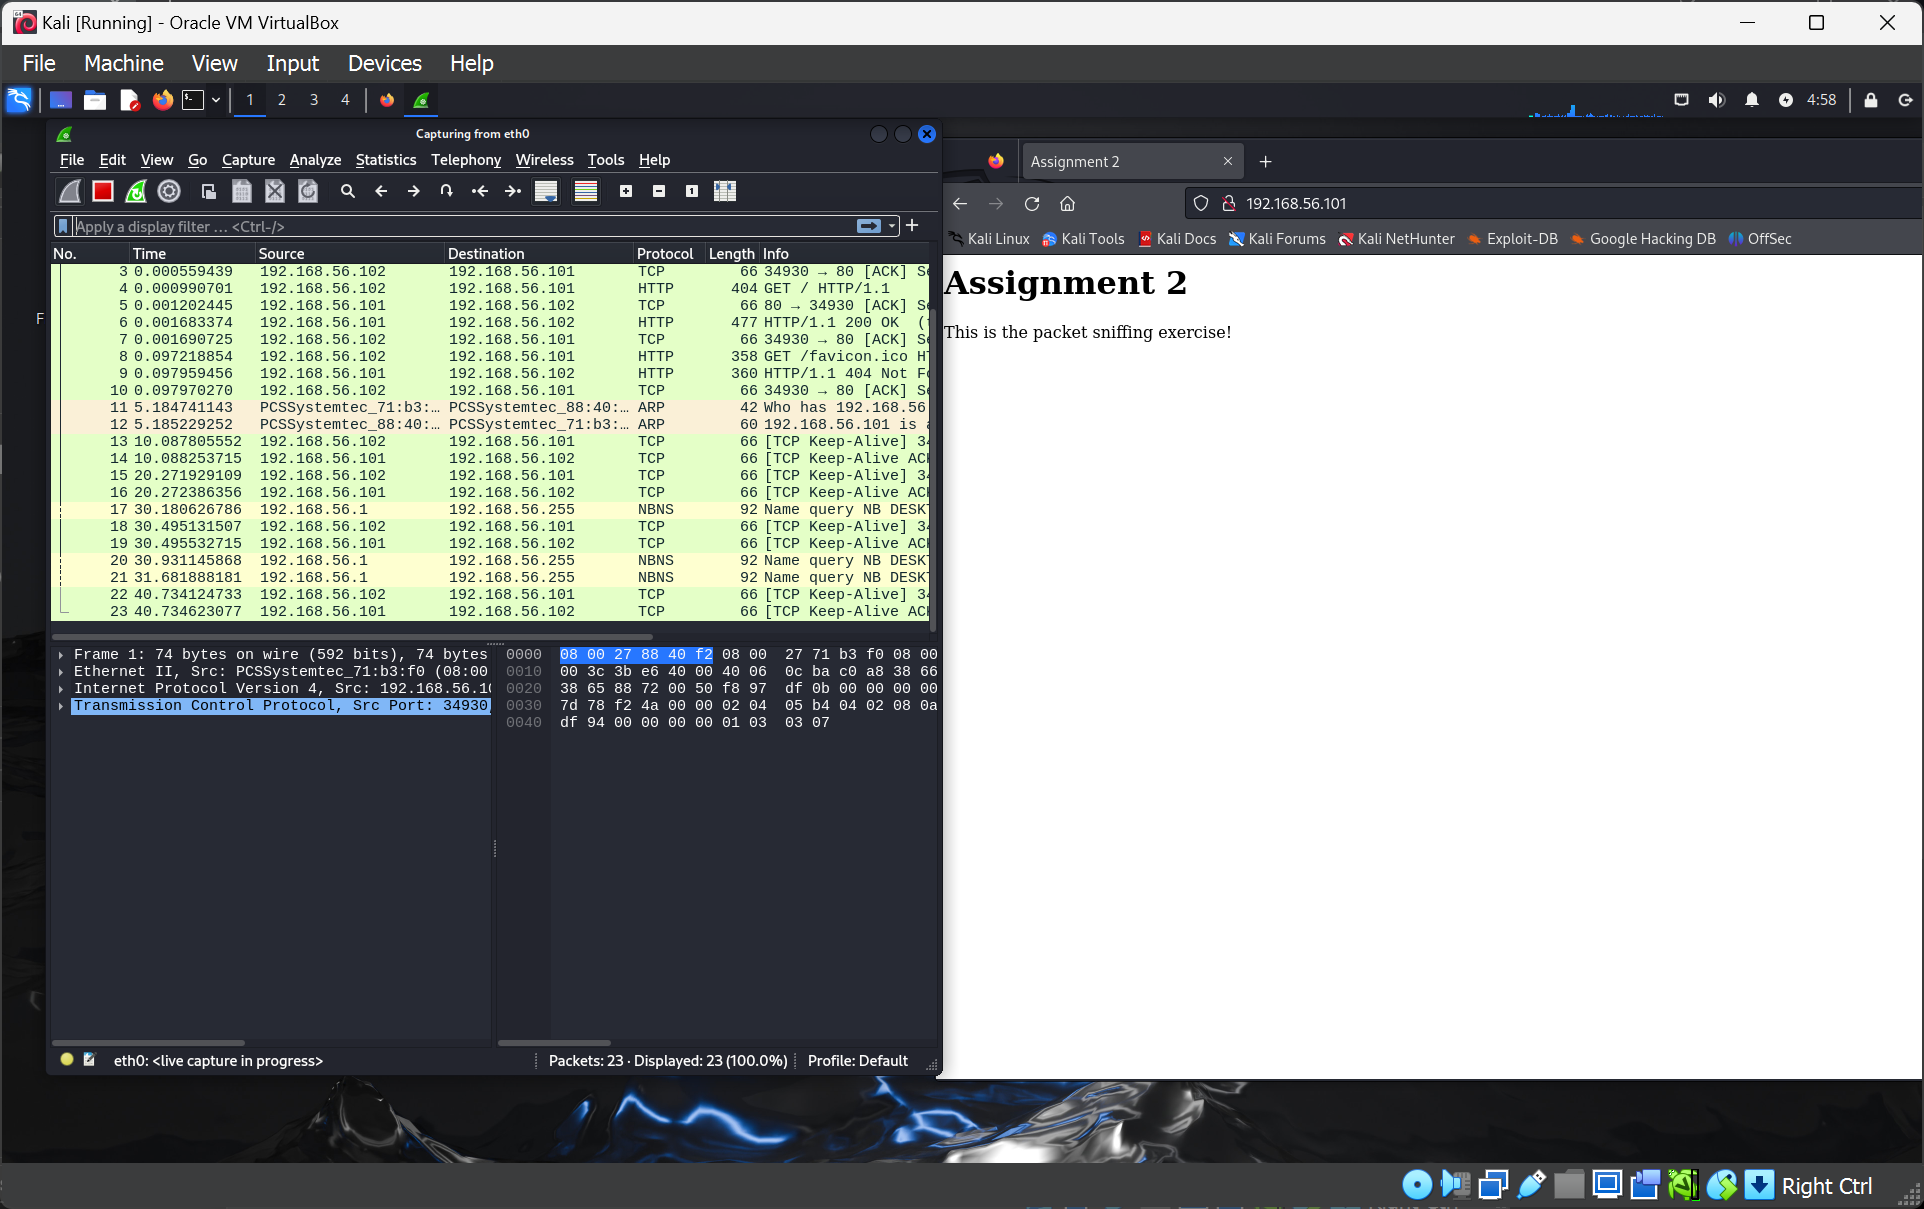 Kali [Running] - Oracle VM VirtualBox
File Machine View Input Devices Help
1 2 3 4 4:58
Capturing from eth0
File Edit View Go Capture Analyze Statistics Telephony Wireless Tools Help
Apply a display filter ... <Ctrl-/>
No. Time Source Destination Protocol Length Info
3 0.000559439 192.168.56.102 192.168.56.101 TCP 66 34930 → 80 [ACK] Se
4 0.000990701 192.168.56.102 192.168.56.101 HTTP 404 GET / HTTP/1.1
5 0.001202445 192.168.56.101 192.168.56.102 TCP 66 80 → 34930 [ACK] Se
6 0.001683374 192.168.56.101 192.168.56.102 HTTP 477 HTTP/1.1 200 OK (t
7 0.001690725 192.168.56.102 192.168.56.101 TCP 66 34930 → 80 [ACK] Se
8 0.097218854 192.168.56.102 192.168.56.101 HTTP 358 GET /favicon.ico HT
9 0.097959456 192.168.56.101 192.168.56.102 HTTP 360 HTTP/1.1 404 Not Fo
10 0.097970270 192.168.56.102 192.168.56.101 TCP 66 34930 → 80 [ACK] Se
11 5.184741143 PCSSystemtec_71:b3:… PCSSystemtec_88:40:… ARP 42 Who has 192.168.56
12 5.185229252 PCSSystemtec_88:40:… PCSSystemtec_71:b3:… ARP 60 192.168.56.101 is a
13 10.087805552 192.168.56.102 192.168.56.101 TCP 66 [TCP Keep-Alive] 34
14 10.088253715 192.168.56.101 192.168.56.102 TCP 66 [TCP Keep-Alive ACK
15 20.271929109 192.168.56.102 192.168.56.101 TCP 66 [TCP Keep-Alive] 34
16 20.272386356 192.168.56.101 192.168.56.102 TCP 66 [TCP Keep-Alive ACK
17 30.180626786 192.168.56.1 192.168.56.255 NBNS 92 Name query NB DESKT
18 30.495131507 192.168.56.102 192.168.56.101 TCP 66 [TCP Keep-Alive] 34
19 30.495532715 192.168.56.101 192.168.56.102 TCP 66 [TCP Keep-Alive ACK
20 30.931145868 192.168.56.1 192.168.56.255 NBNS 92 Name query NB DESKT
21 31.681888181 192.168.56.1 192.168.56.255 NBNS 92 Name query NB DESKT
22 40.734124733 192.168.56.102 192.168.56.101 TCP 66 [TCP Keep-Alive] 34
23 40.734623077 192.168.56.101 192.168.56.102 TCP 66 [TCP Keep-Alive ACK
Frame 1: 74 bytes on wire (592 bits), 74 bytes
Ethernet II, Src: PCSSystemtec_71:b3:f0 (08:00
Internet Protocol Version 4, Src: 192.168.56.10
Transmission Control Protocol, Src Port: 34930,
0000 08 00 27 88 40 f2 08 00 27 71 b3 f0 08 00
0010 00 3c 3b e6 40 00 40 06 0c ba c0 a8 38 66
0020 38 65 88 72 00 50 f8 97 df 0b 00 00 00 00
0030 7d 78 f2 4a 00 00 02 04 05 b4 04 02 08 0a
0040 df 94 00 00 00 00 01 03 03 07
eth0: <live capture in progress> Packets: 23 · Displayed: 23 (100.0%) Profile: Default
F
Assignment 2
192.168.56.101
Kali Linux Kali Tools Kali Docs Kali Forums Kali NetHunter Exploit-DB Google Hacking DB OffSec
Assignment 2
This is the packet sniffing exercise!
Right Ctrl